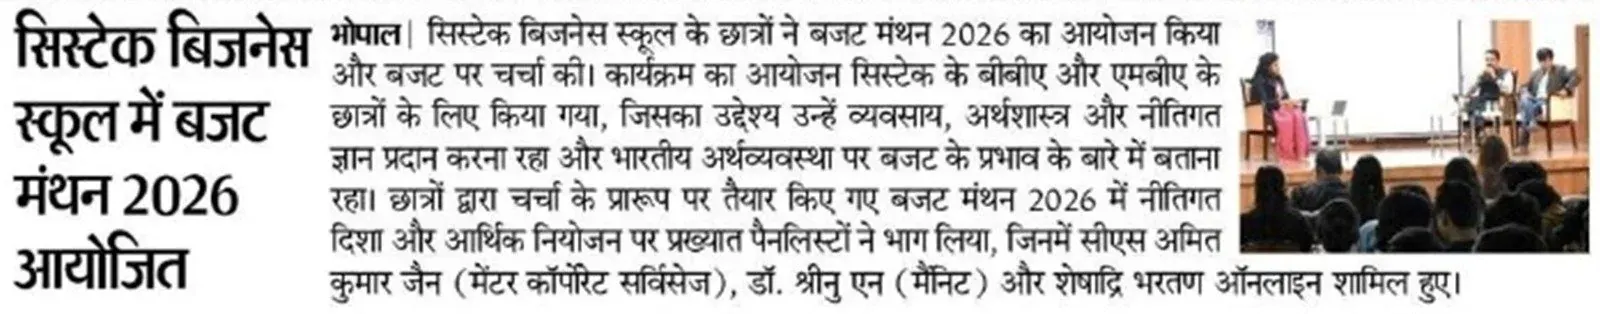 सिस्टेक बिजनेस
स्कूल में बजट
मंथन 2026
आयोजित
भोपाल| सिस्टेक बिजनेस स्कूल के छात्रों ने बजट मंथन 2026 का आयोजन किया
और बजट पर चर्चा की। कार्यक्रम का आयोजन सिस्टेक के बीबीए और एमबीए के
छात्रों के लिए किया गया, जिसका उद्देश्य उन्हें व्यवसाय, अर्थशास्त्र और नीतिगत
ज्ञान प्रदान करना रहा और भारतीय अर्थव्यवस्था पर बजट के प्रभाव के बारे में बताना
रहा। छात्रों द्वारा चर्चा के प्रारूप पर तैयार किए गए बजट मंथन 2026 में नीतिगत
दिशा और आर्थिक नियोजन पर प्रख्यात पैनलिस्टों ने भाग लिया, जिनमें सीएस अमित
कुमार जैन (मेंटर कॉर्पोरेट सर्विसेज), डॉ. श्रीनु एन (मैनिट) और शेषाद्रि भरतण ऑनलाइन शामिल हुए।